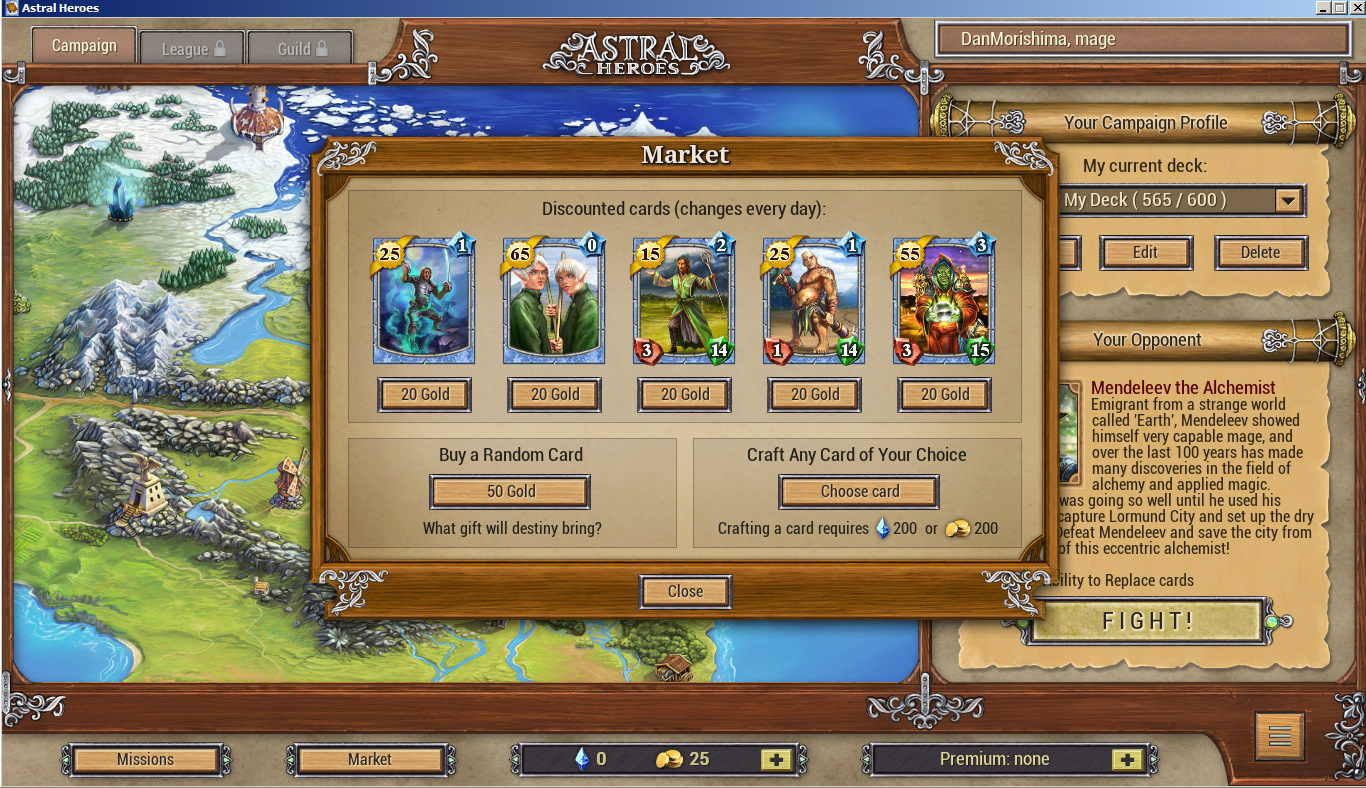 Astral Heroes
Campaign
League
Guild
ASTRAL
HEROES
DanMorishima, mage
Your Campaign Profile
My current deck:
My Deck ( 565 / 600 )
Edit
Delete
Market
Discounted cards (changes every day):
25 1
65 0
15 2 3 14
25 1 1 14
55 3 3 15
20 Gold
20 Gold
20 Gold
20 Gold
20 Gold
Buy a Random Card
50 Gold
What gift will destiny bring?
Craft Any Card of Your Choice
Choose card
Crafting a card requires 200 or 200
Close
Your Opponent
Mendeleev the Alchemist
Emigrant from a strange world
called 'Earth', Mendeleev showed
himself very capable mage, and
over the last 100 years has made
many discoveries in the field of
alchemy and applied magic.
was going so well until he used his
capture Lormund City and set up the dry
Defeat Mendeleev and save the city from
of this eccentric alchemist!
to Replace cards
FIGHT!
Missions
Market
0
25
+
Premium: none
+